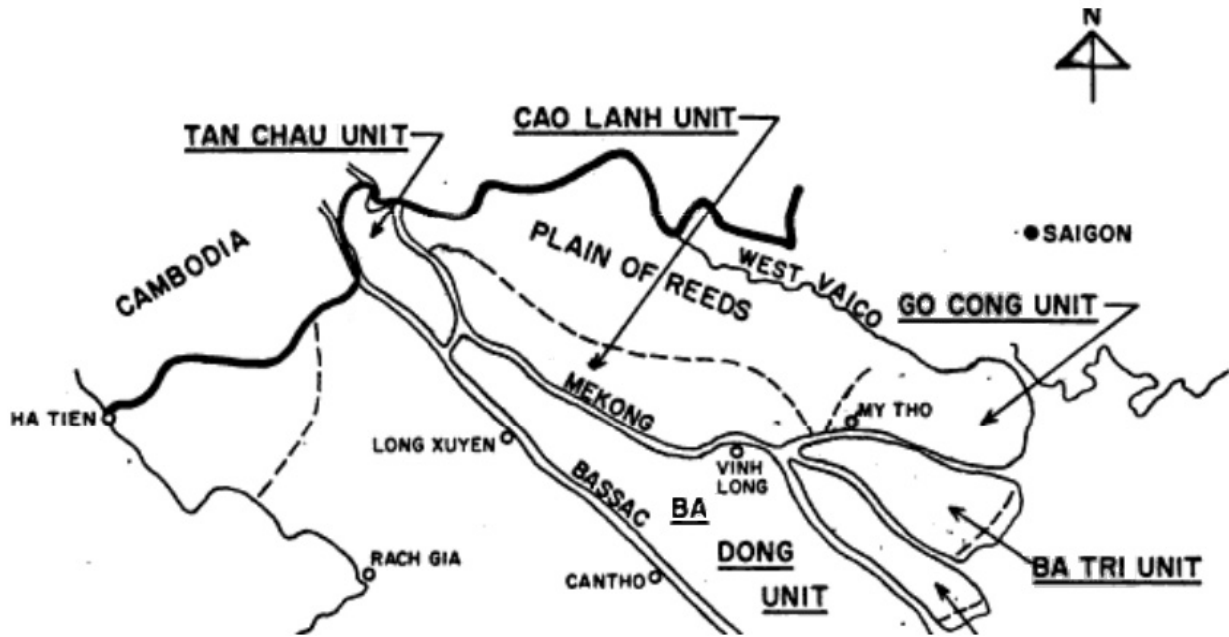 N
TAN CHAU UNIT
CAO LANH UNIT
CAMBODIA
PLAIN OF REEDS
WEST VAICO
SAIGON
GO CONG UNIT
HA TIEN
LONG XUYEN
MEKONG
MY THO
VINH
LONG
BASSAC
BA
DONG
UNIT
RACH GIA
CANTHO
BA TRI UNIT